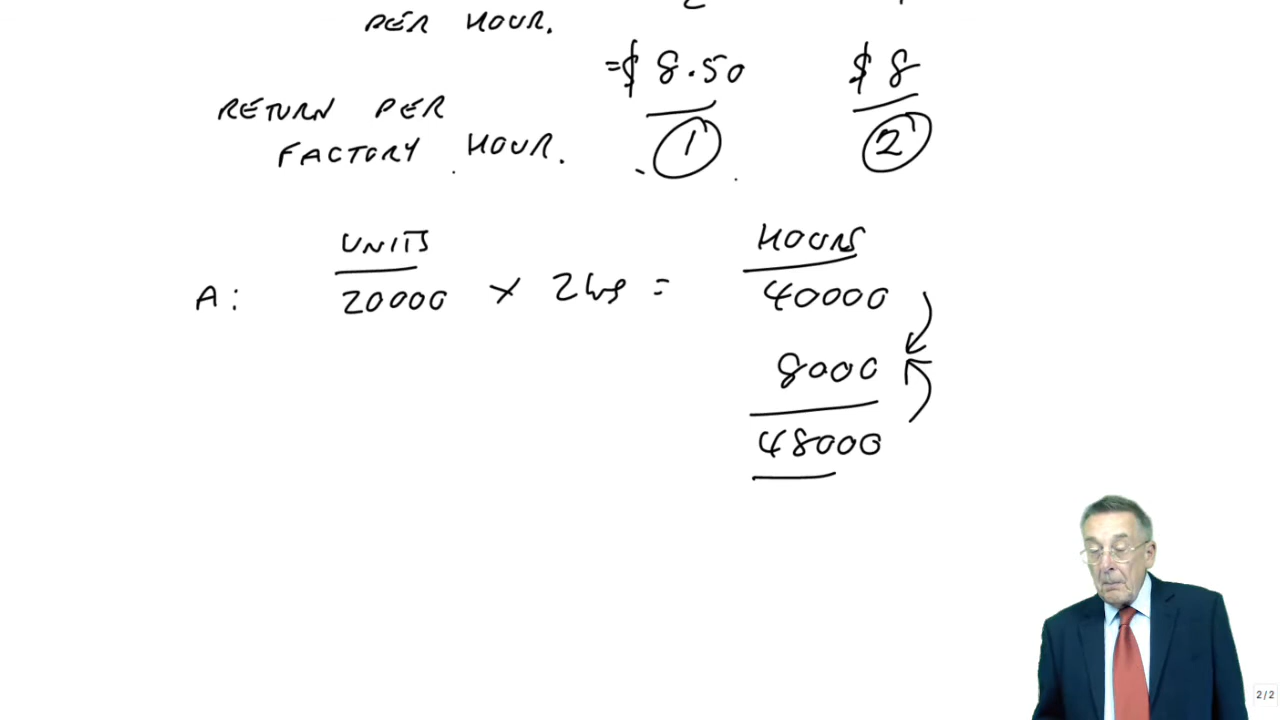 PER HOUR.
=$ 8.50 $ 8
RETURN PER
FACTORY HOUR. 1 2
UNITS HOURS
A: 20000 × 2hrs = 40000
8000
48000
2/2